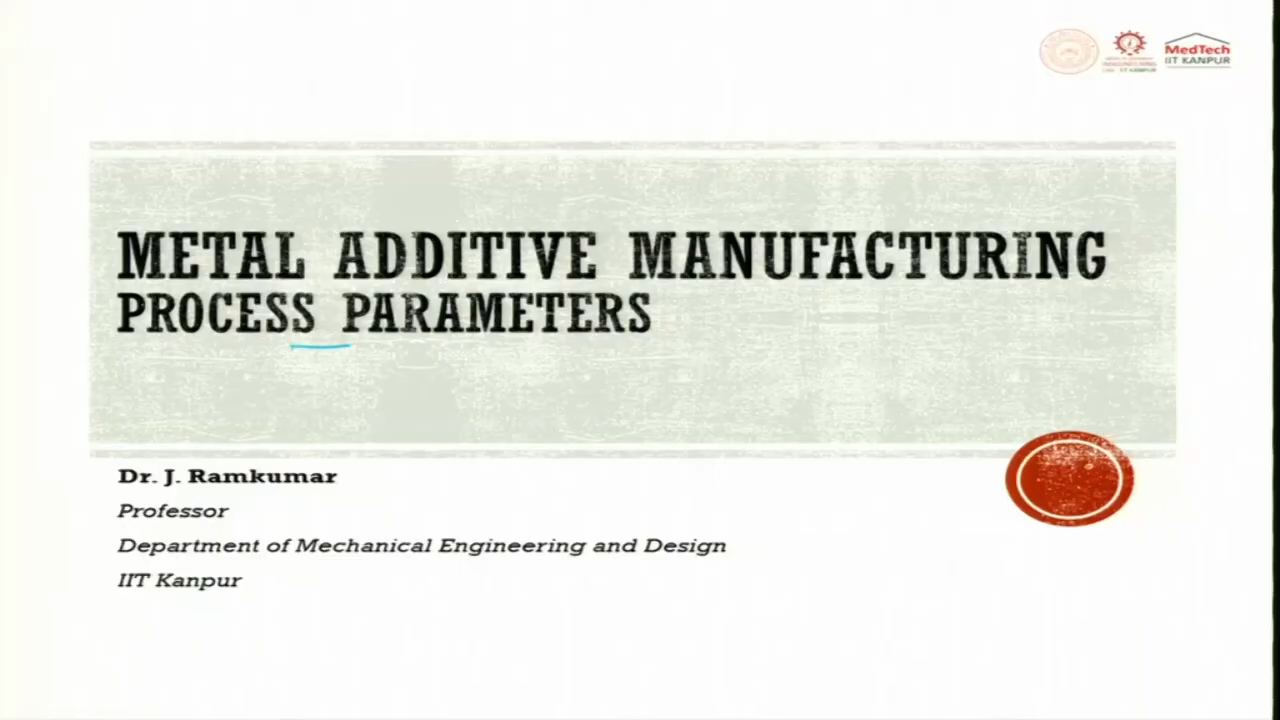 MedTech
IIT KANPUR
METAL ADDITIVE MANUFACTURING
PROCESS PARAMETERS
Dr. J. Ramkumar
Professor
Department of Mechanical Engineering and Design
IIT Kanpur